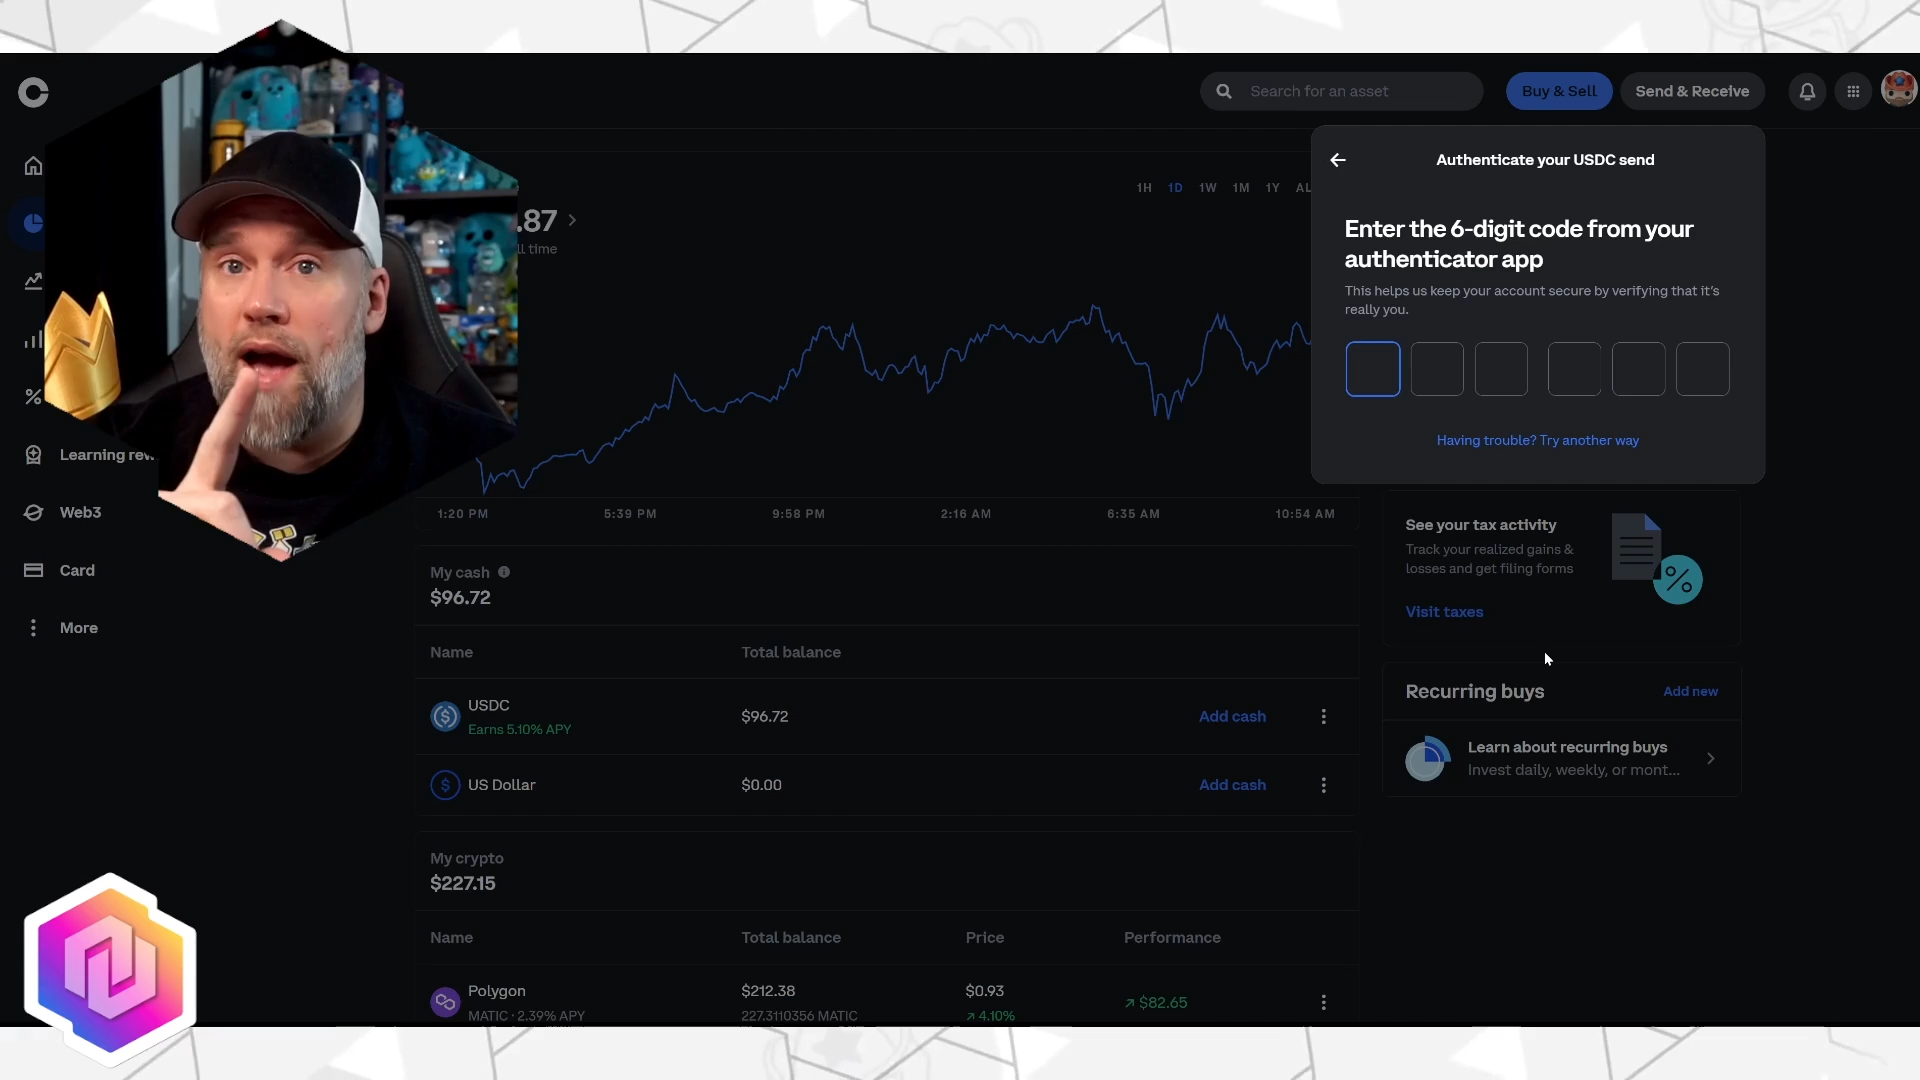 Search for an asset
Buy & Sell
Send & Receive
Authenticate your USDC send
Enter the 6-digit code from your
authenticator app
This helps us keep your account secure by verifying that it's
really you.
Having trouble? Try another way
1H 1D 1W 1M 1Y
.87
time
1:20 PM 5:39 PM 9:58 PM 2:16 AM 6:35 AM 10:54 AM
Learning
Web3
Card
More
My cash
$96.72
Name Total balance
USDC
Earns 5.10% APY
$96.72
Add cash
US Dollar
$0.00
Add cash
My crypto
$227.15
Name Total balance Price Performance
Polygon
MATIC · 2.39% APY
$212.38
227.3110356 MATIC
$0.93
↗ 4.10%
↗ $82.65
See your tax activity
Track your realized gains &
losses and get filing forms
Visit taxes
Recurring buys
Add new
Learn about recurring buys
Invest daily, weekly, or mont...